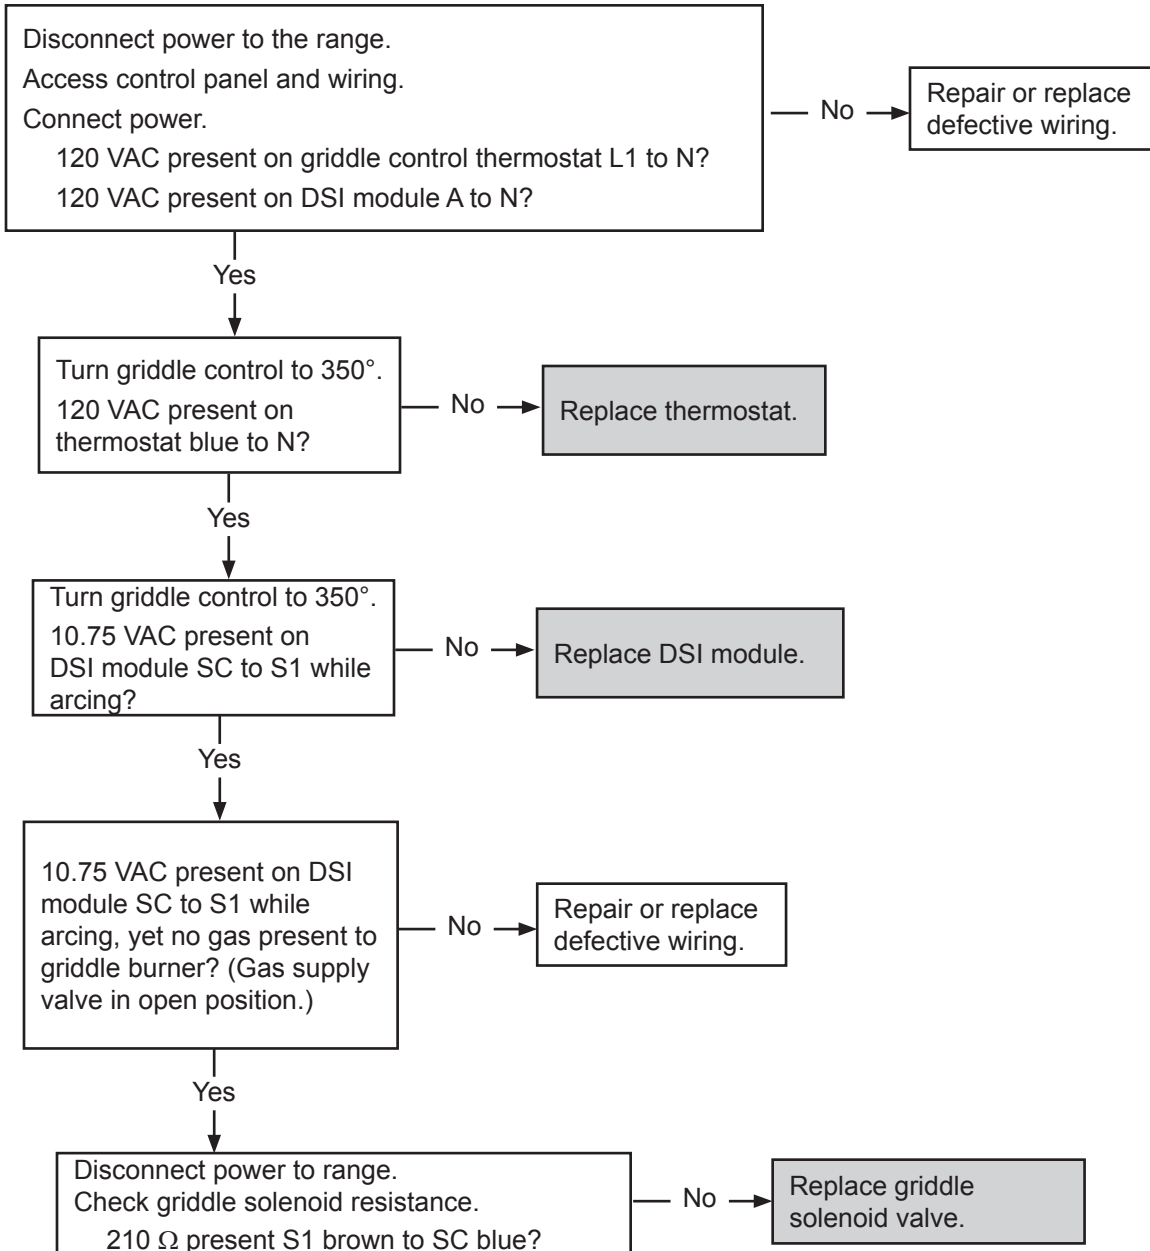 Disconnect power to the range.
Access control panel and wiring.
Connect power.
120 VAC present on griddle control thermostat L1 to N?
120 VAC present on DSI module A to N?
No
Repair or replace
defective wiring.
Yes
Turn griddle control to 350°.
120 VAC present on
thermostat blue to N?
No
Replace thermostat.
Yes
Turn griddle control to 350°.
10.75 VAC present on
DSI module SC to S1 while
arcing?
No
Replace DSI module.
Yes
10.75 VAC present on DSI
module SC to S1 while
arcing, yet no gas present to
griddle burner? (Gas supply
valve in open position.)
No
Repair or replace
defective wiring.
Yes
Disconnect power to range.
Check griddle solenoid resistance.
210 Ω present S1 brown to SC blue?
No
Replace griddle
solenoid valve.